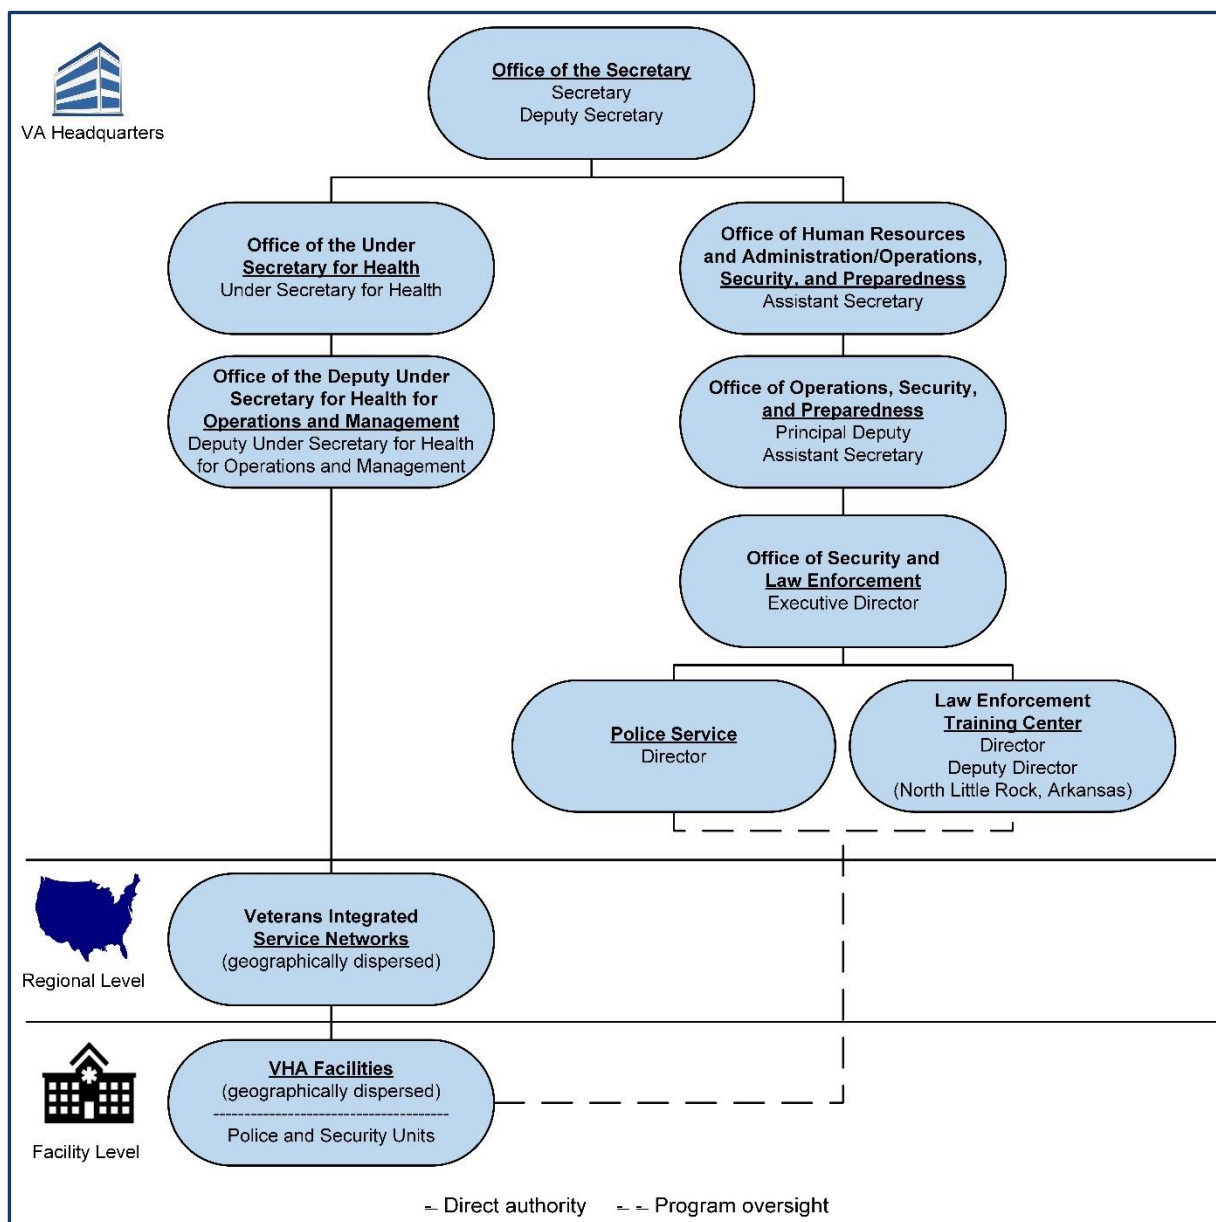 VA Headquarters
Office of the Secretary
Secretary
Deputy Secretary
Office of the Under
Secretary for Health
Under Secretary for Health
Office of Human Resources
and Administration/Operations,
Security, and Preparedness
Assistant Secretary
Office of the Deputy Under
Secretary for Health for
Operations and Management
Deputy Under Secretary for Health
for Operations and Management
Office of Operations, Security,
and Preparedness
Principal Deputy
Assistant Secretary
Office of Security and
Law Enforcement
Executive Director
Police Service
Director
Law Enforcement
Training Center
Director
Deputy Director
(North Little Rock, Arkansas)
Regional Level
Veterans Integrated
Service Networks
(geographically dispersed)
Facility Level
VHA Facilities
(geographically dispersed)
Police and Security Units
Direct authority
Program oversight